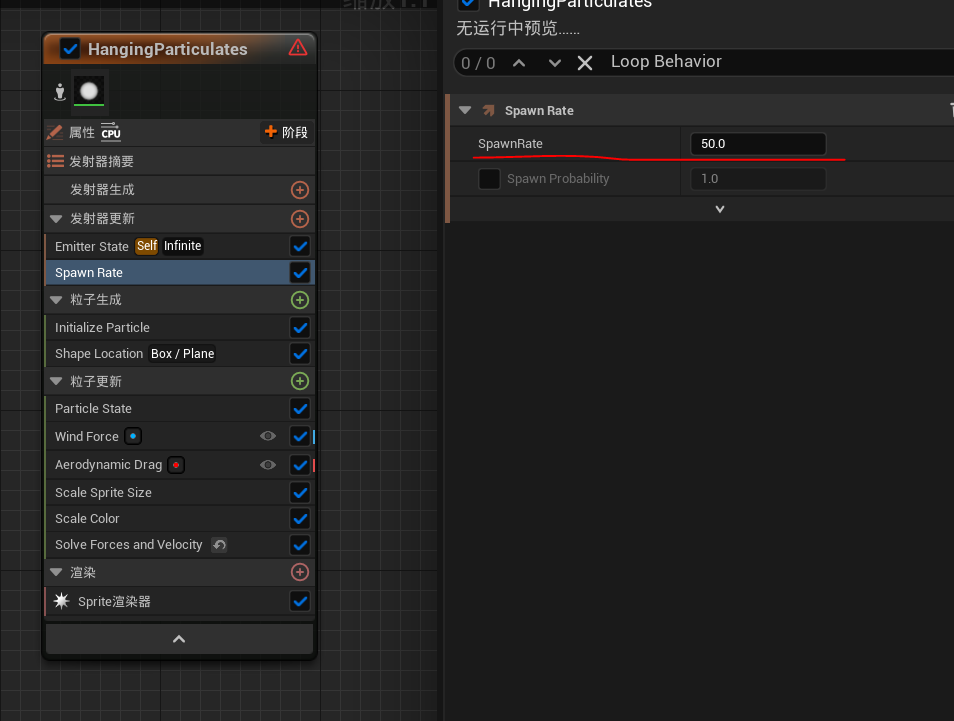 HangingParticulates
属性 CPU
阶段
发射器摘要
发射器生成
发射器更新
Emitter State Self Infinite
Spawn Rate
粒子生成
Initialize Particle
Shape Location Box / Plane
粒子更新
Particle State
Wind Force
Aerodynamic Drag
Scale Sprite Size
Scale Color
Solve Forces and Velocity
渲染
Sprite渲染器
HangingParticulates
无运行中预览......
0 / 0
Loop Behavior
Spawn Rate
SpawnRate 50.0
Spawn Probability 1.0